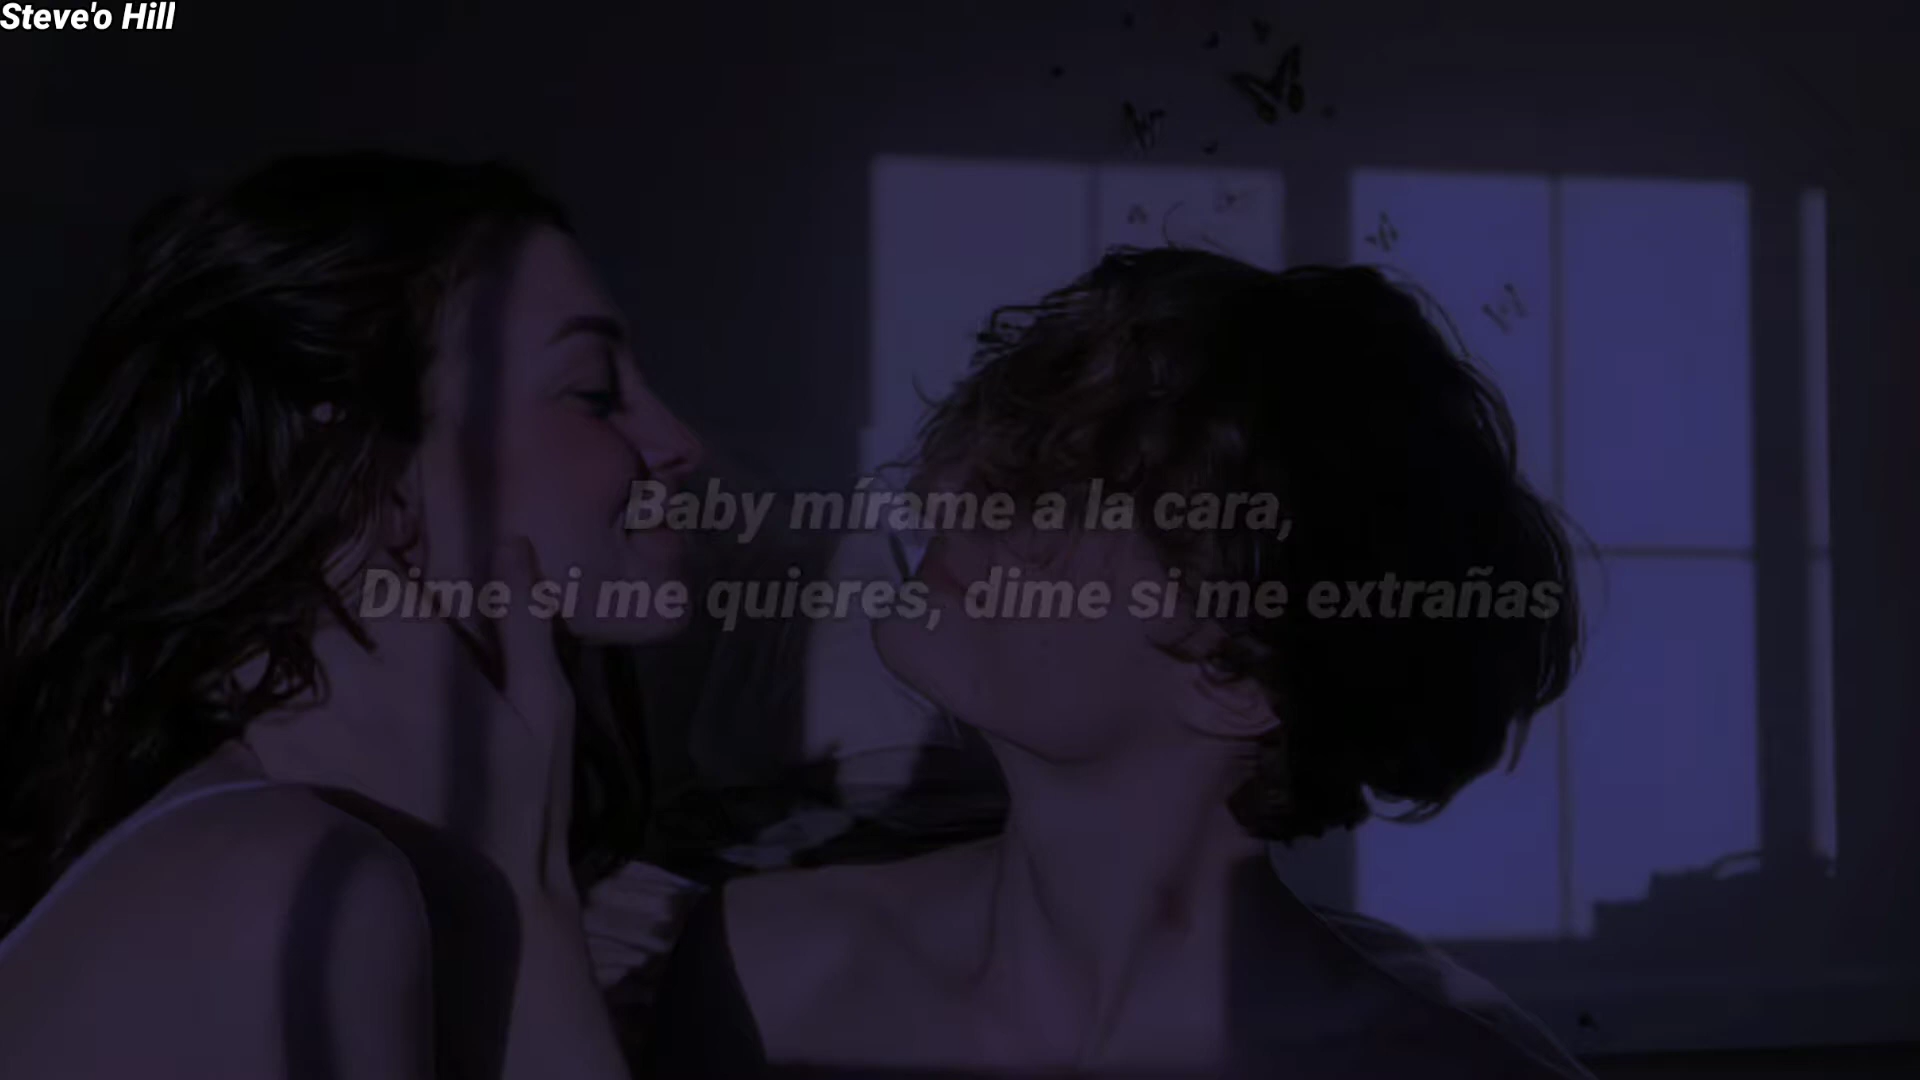 Steve'o Hill
Baby mírame a la cara,
Dime si me quieres, dime si me extrañas